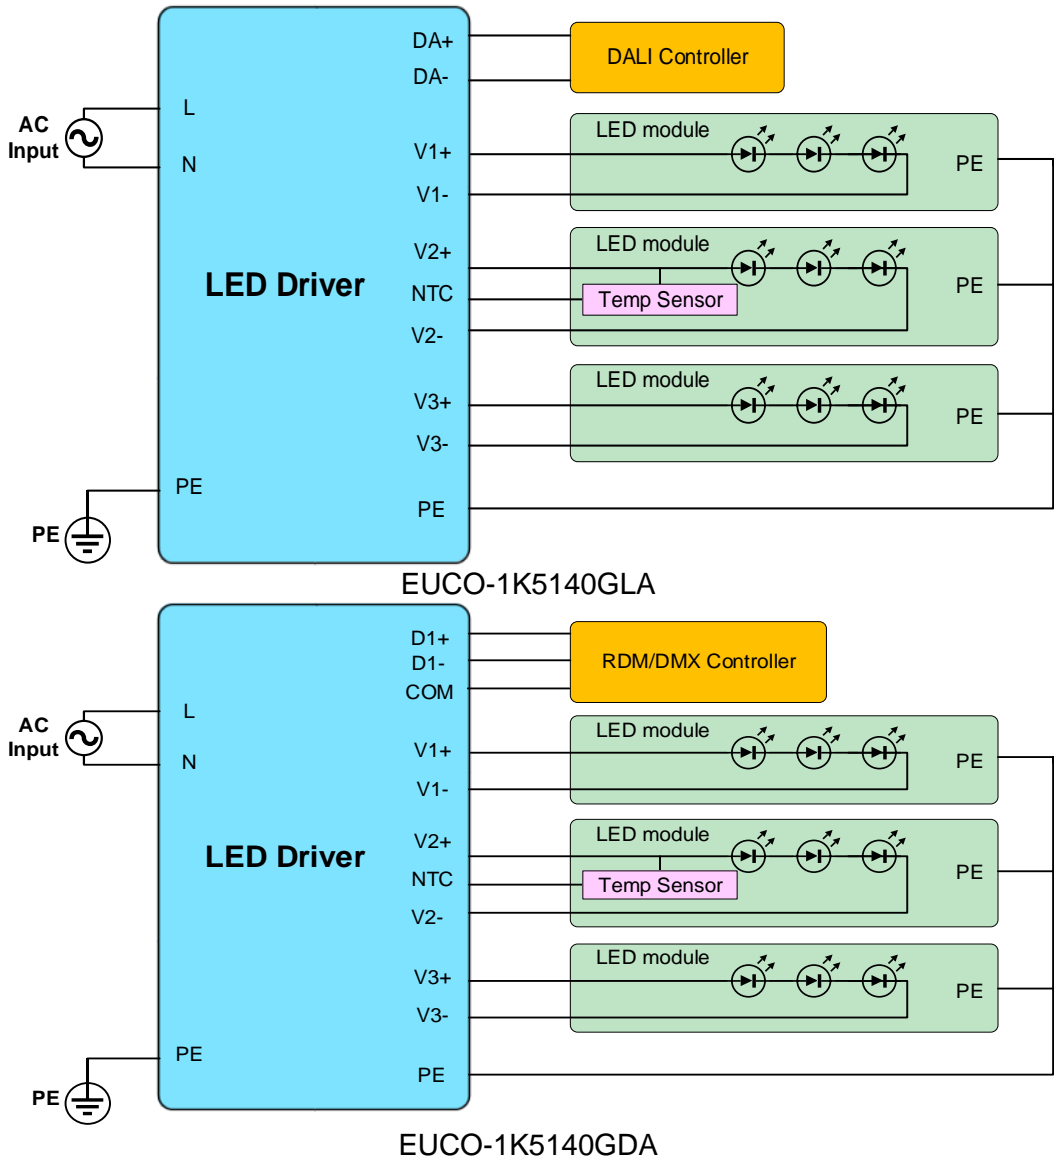 DA+
DALI Controller
DA-
L
AC
Input
N
LED module
V1+
PE
V1-
LED module
V2+
LED Driver
NTC
Temp Sensor
PE
V2-
LED module
V3+
PE
V3-
PE
PE
PE
EUCO-1K5140GLA
D1+
D1-
RDM/DMX Controller
COM
L
AC
Input
N
LED module
V1+
PE
V1-
LED module
V2+
LED Driver
NTC
Temp Sensor
PE
V2-
LED module
V3+
PE
V3-
PE
PE
PE
EUCO-1K5140GDA